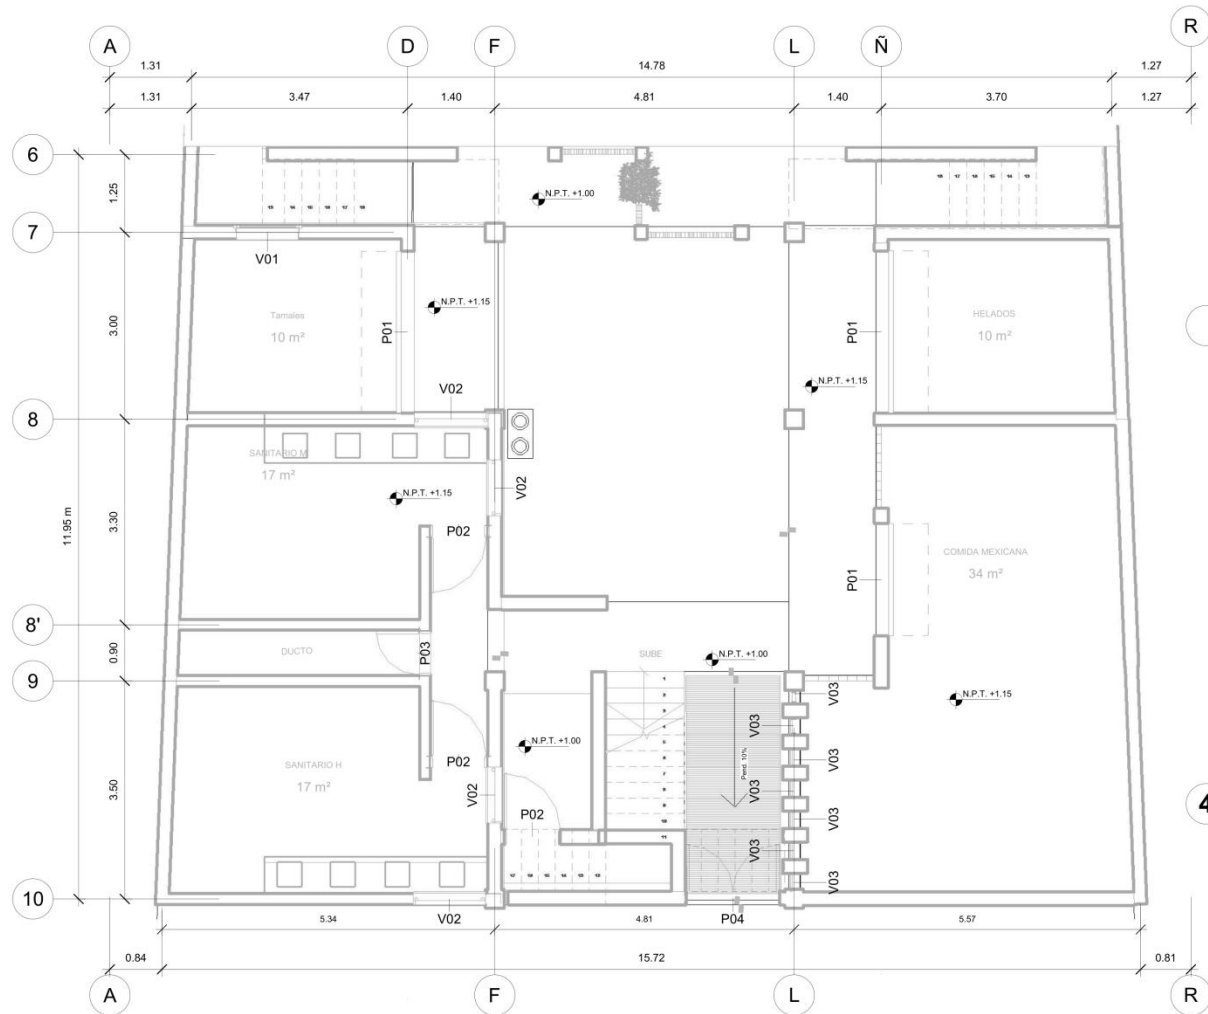 A
D
F
L
Ñ
R
1.31
14.78
1.27
1.31
3.47
1.40
4.81
1.40
3.70
1.27
6
1.25
N.P.T. +1.00
7
V01
3.00
Tamales
10 m²
P01
N.P.T. +1.15
V02
P01
N.P.T. +1.15
HELADOS
10 m²
8
SANITARIO M
17 m²
N.P.T. +1.15
V02
P02
11.95 m
3.30
P01
COMIDA MEXICANA
34 m²
8'
0.90
DUCTO
P03
SUBE
N.P.T. +1.00
9
V03
N.P.T. +1.15
V03
N.P.T. +1.00
P02
V03
Pend. 10%
SANITARIO H
17 m²
3.50
V02
V03
P02
V03
V03
V03
4
10
V02
P04
5.34
4.81
5.57
0.84
15.72
0.81
A
F
L
R